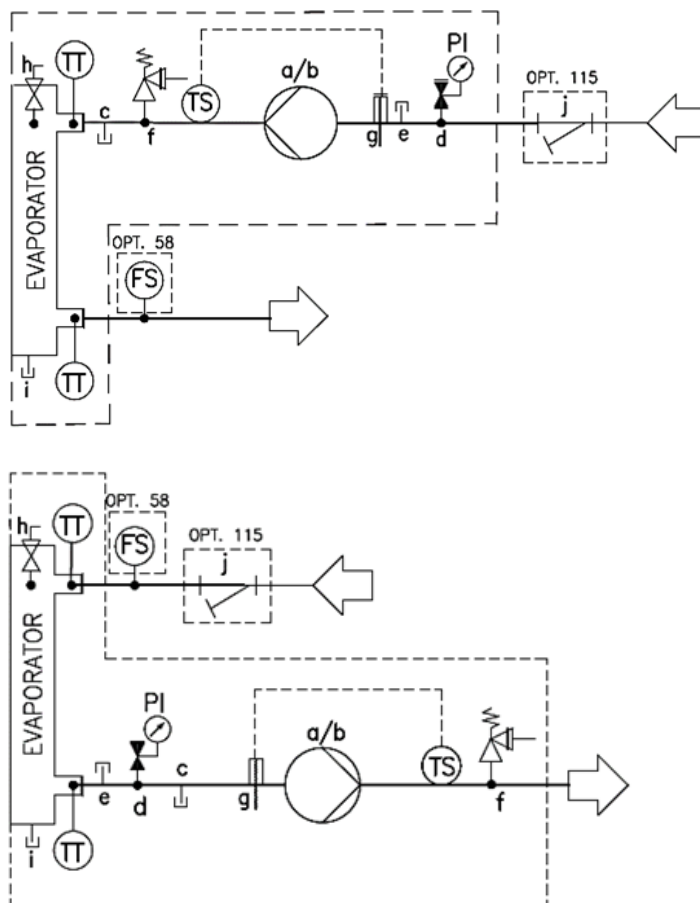 h TT a/b PI OPT. 115
c f TS g e d j
EVAPORATOR
OPT. 58
FS
i TT
h TT OPT. 58 OPT. 115
FS j
EVAPORATOR
PI a/b
e d c g TS f
i TT